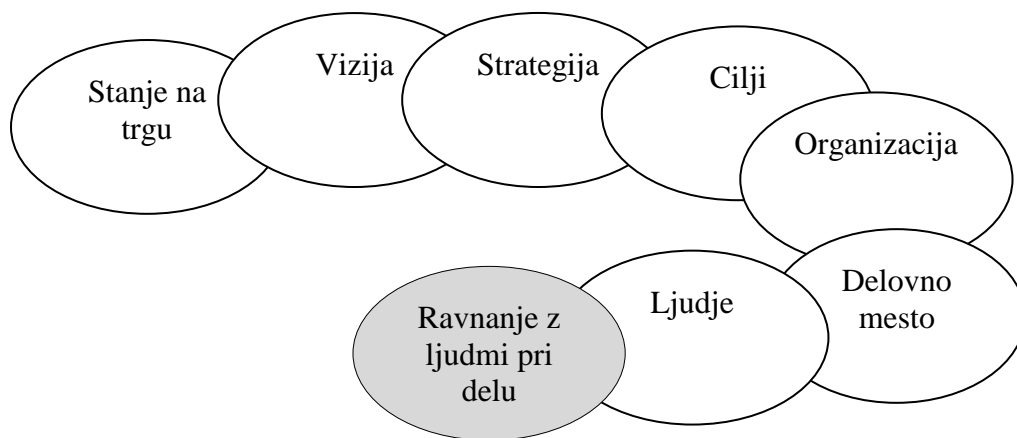 Stanje na
trgu
Vizija
Strategija
Cilji
Organizacija
Delovno
mesto
Ljudje
Ravnanje z
ljudmi pri
delu